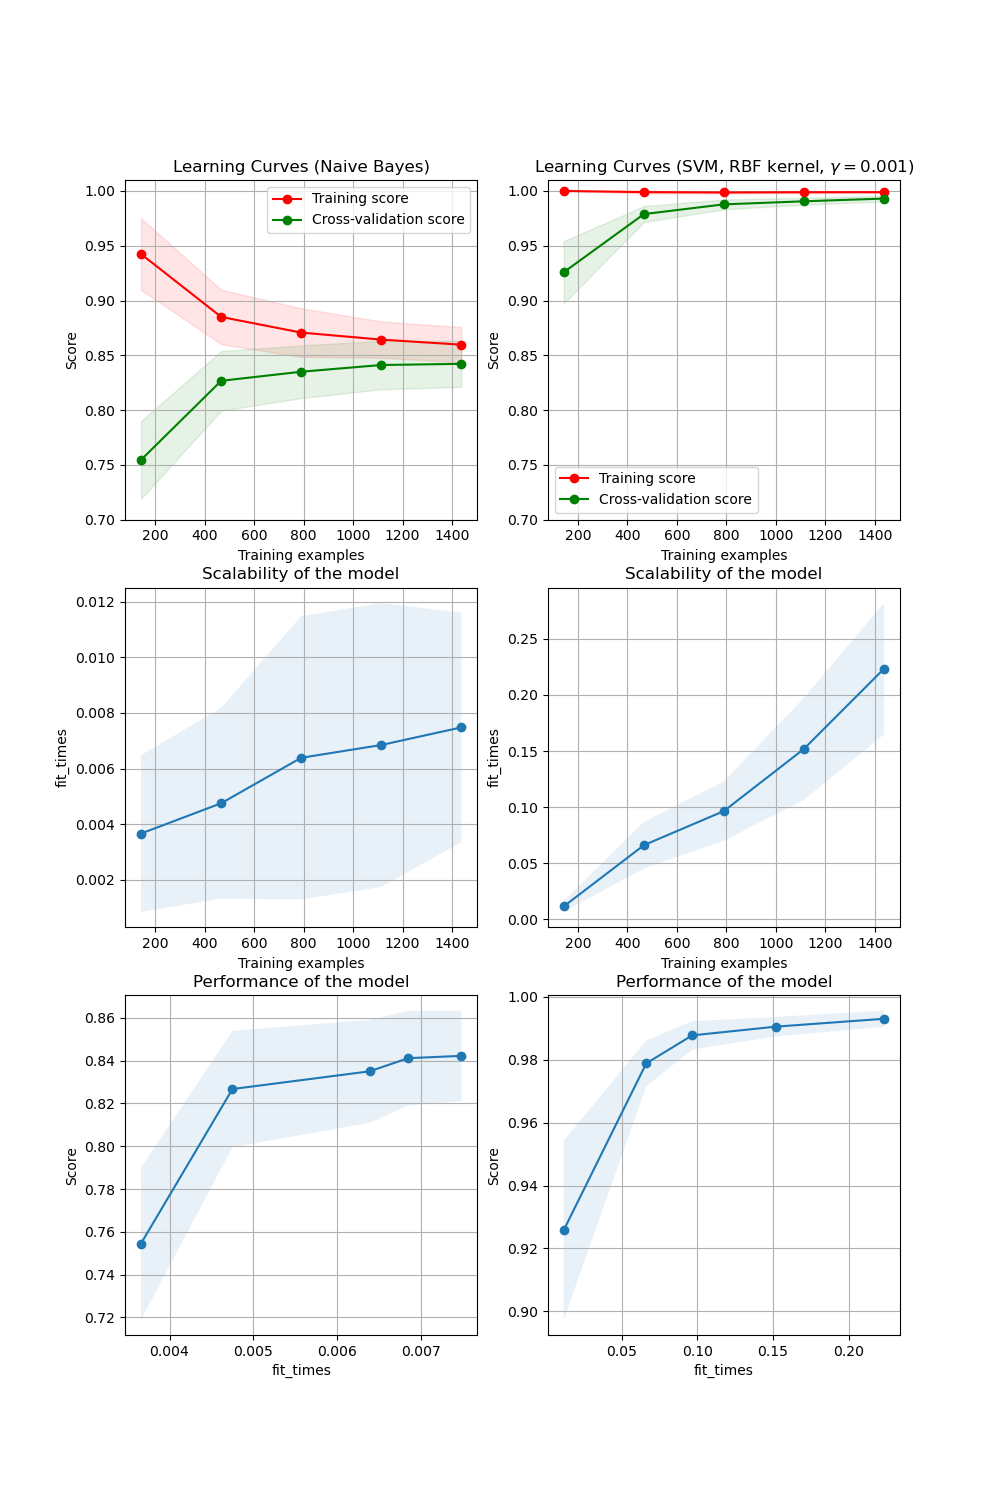 Learning Curves (Naive Bayes)
1.00
0.95
0.90
0.85
0.80
0.75
0.70
Score
Training score
Cross-validation score
200 400 600 800 1000 1200 1400
Training examples
Learning Curves (SVM, RBF kernel, γ = 0.001)
1.00
0.95
0.90
0.85
0.80
0.75
0.70
Score
Training score
Cross-validation score
200 400 600 800 1000 1200 1400
Training examples
Scalability of the model
0.012
0.010
0.008
0.006
0.004
0.002
fit_times
200 400 600 800 1000 1200 1400
Training examples
Scalability of the model
0.25
0.20
0.15
0.10
0.05
0.00
fit_times
200 400 600 800 1000 1200 1400
Training examples
Performance of the model
0.86
0.84
0.82
0.80
0.78
0.76
0.74
0.72
Score
0.004 0.005 0.006 0.007
fit_times
Performance of the model
1.00
0.98
0.96
0.94
0.92
0.90
Score
0.05 0.10 0.15 0.20
fit_times